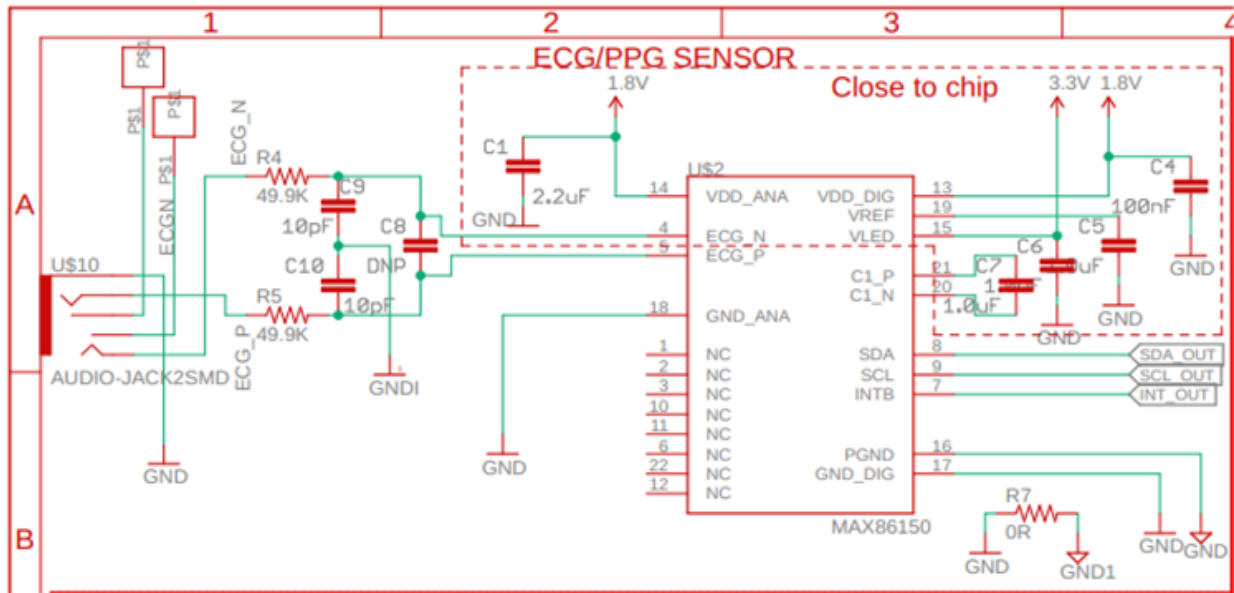 1 2 3 4
ECG/PPG SENSOR
Close to chip
1.8V
3.3V 1.8V
P$1
P$1
P$1
P$1
ECGN
ECG_N
ECG_P
A
B
R4
49.9K
R5
49.9K
C9
10pF
C10
10pF
C8
DNP
C1
2.2uF
GND
U$2
14 VDD_ANA VDD_DIG 13
VREF 19
4 ECG_N VLED 15
5 ECG_P
C1_P 21
C1_N 20
18 GND_ANA
1 NC SDA 8
2 NC SCL 9
3 NC INTB 7
10 NC
11 NC
6 NC PGND 16
22 NC GND_DIG 17
12 NC
MAX86150
C4
100nF
GND
C5
GND
C6
GND
C7
1.0uF
SDA_OUT
SCL_OUT
INT_OUT
U$10
AUDIO-JACK2SMD
GND
GNDI
GND
R7
0R
GND
GND1
GND GND